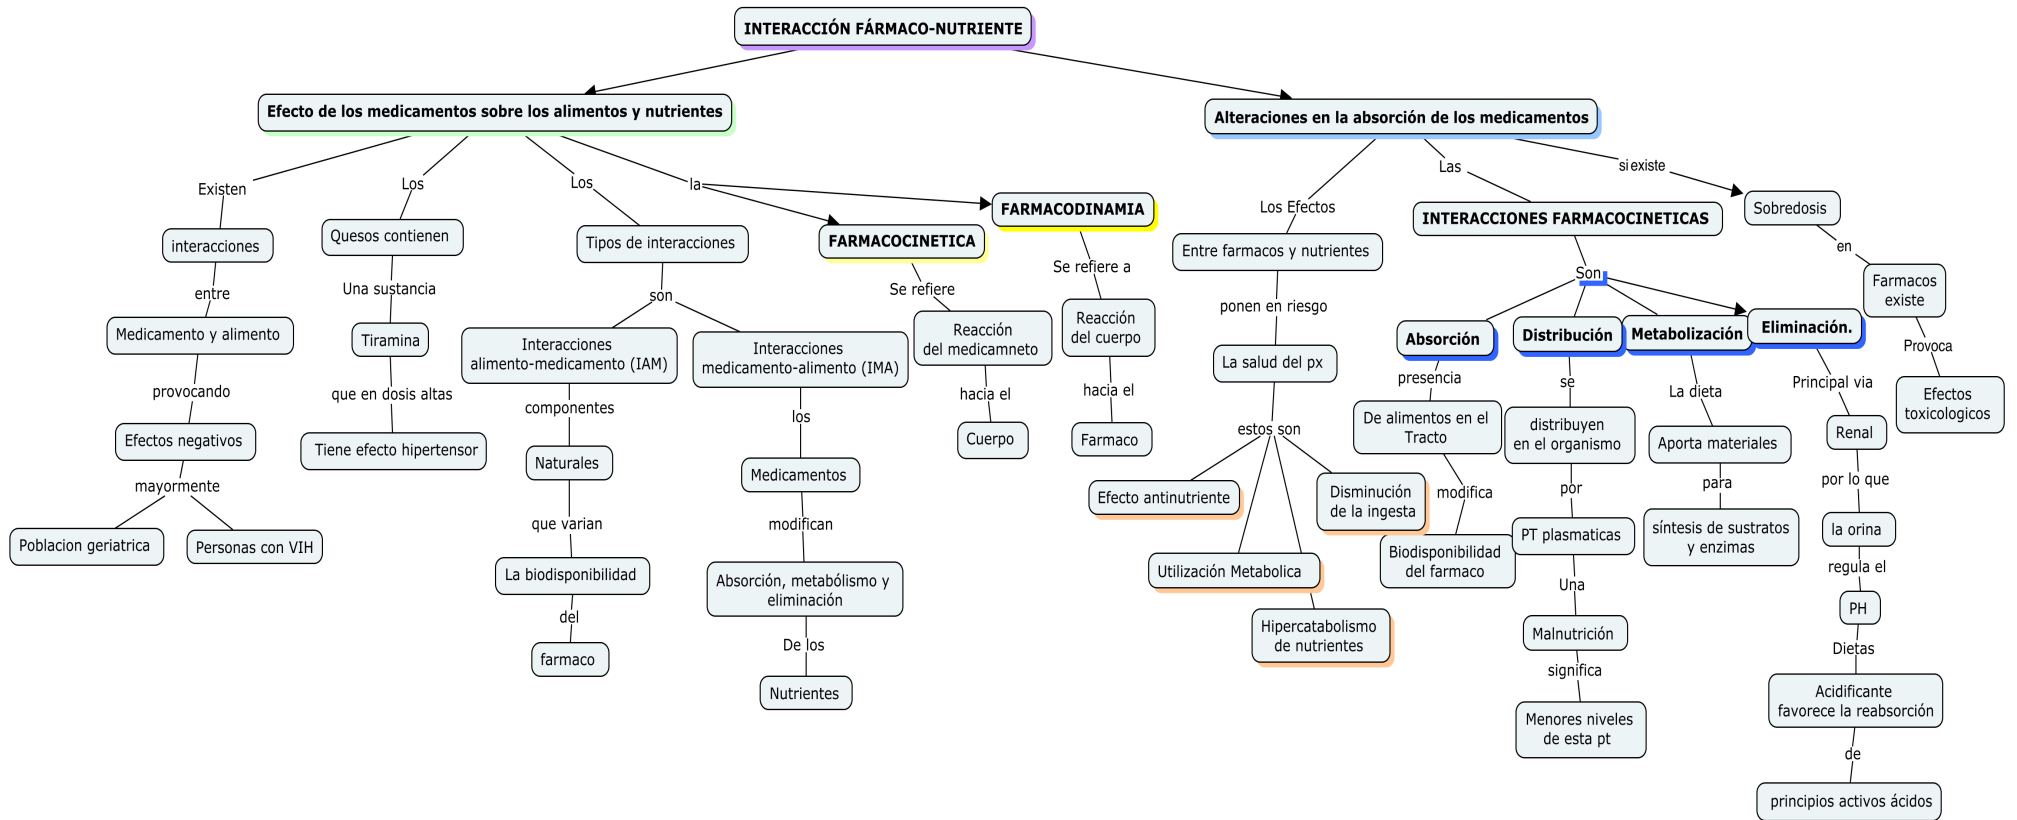 INTERACCIÓN FÁRMACO-NUTRIENTE
Efecto de los medicamentos sobre los alimentos y nutrientes
Existen
interacciones
entre
Medicamento y alimento
provocando
Efectos negativos
mayormente
Poblacion geriatrica
Personas con VIH
Los
Quesos contienen
Una sustancia
Tiramina
que en dosis altas
Tiene efecto hipertensor
Los
Tipos de interacciones
son
Interacciones
alimento-medicamento (IAM)
componentes
Naturales
que varian
La biodisponibilidad
del
farmaco
Interacciones
medicamento-alimento (IMA)
los
Medicamentos
modifican
Absorción, metabólismo y
eliminación
De los
Nutrientes
la
FARMACOCINETICA
Se refiere
Reacción
del medicamneto
hacia el
Cuerpo
FARMACODINAMIA
Se refiere a
Reacción
del cuerpo
hacia el
Farmaco
Alteraciones en la absorción de los medicamentos
Los Efectos
Entre farmacos y nutrientes
ponen en riesgo
La salud del px
estos son
Efecto antinutriente
Utilización Metabolica
Hipercatabolismo
de nutrientes
Disminución
de la ingesta
Las
INTERACCIONES FARMACOCINETICAS
Son
Absorción
presencia
De alimentos en el
Tracto
modifica
Biodisponibilidad
del farmaco
Distribución
se
distribuyen
en el organismo
por
PT plasmaticas
Una
Malnutrición
significa
Menores niveles
de esta pt
Metabolización
La dieta
Aporta materiales
para
síntesis de sustratos
y enzimas
Eliminación.
Principal via
Renal
por lo que
la orina
regula el
PH
Dietas
Acidificante
favorece la reabsorción
de
principios activos ácidos
si existe
Sobredosis
en
Farmacos
existe
Provoca
Efectos
toxicologicos